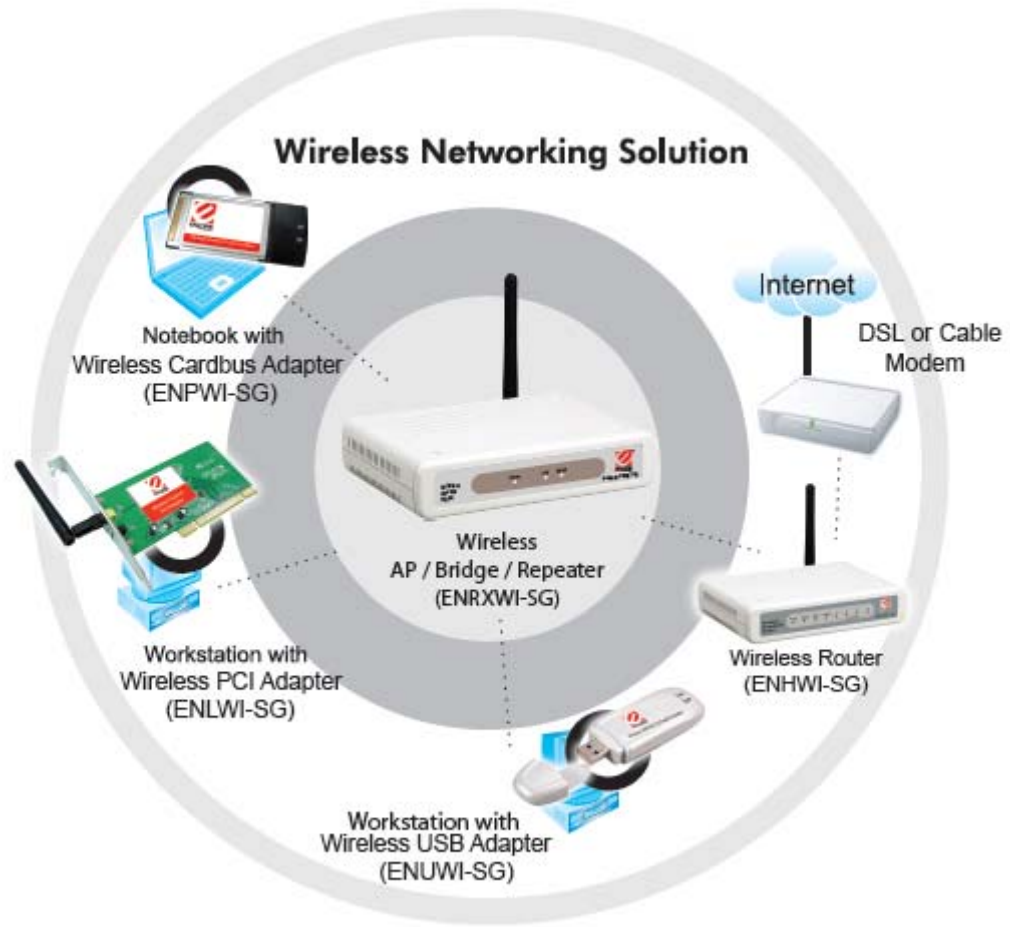 Wireless Networking Solution
Notebook with
Wireless Cardbus Adapter
(ENPWI-SG)
Internet
DSL or Cable
Modem
Wireless
AP / Bridge / Repeater
(ENRXWI-SG)
Workstation with
Wireless PCI Adapter
(ENLWI-SG)
Wireless Router
(ENHWI-SG)
Workstation with
Wireless USB Adapter
(ENUWI-SG)